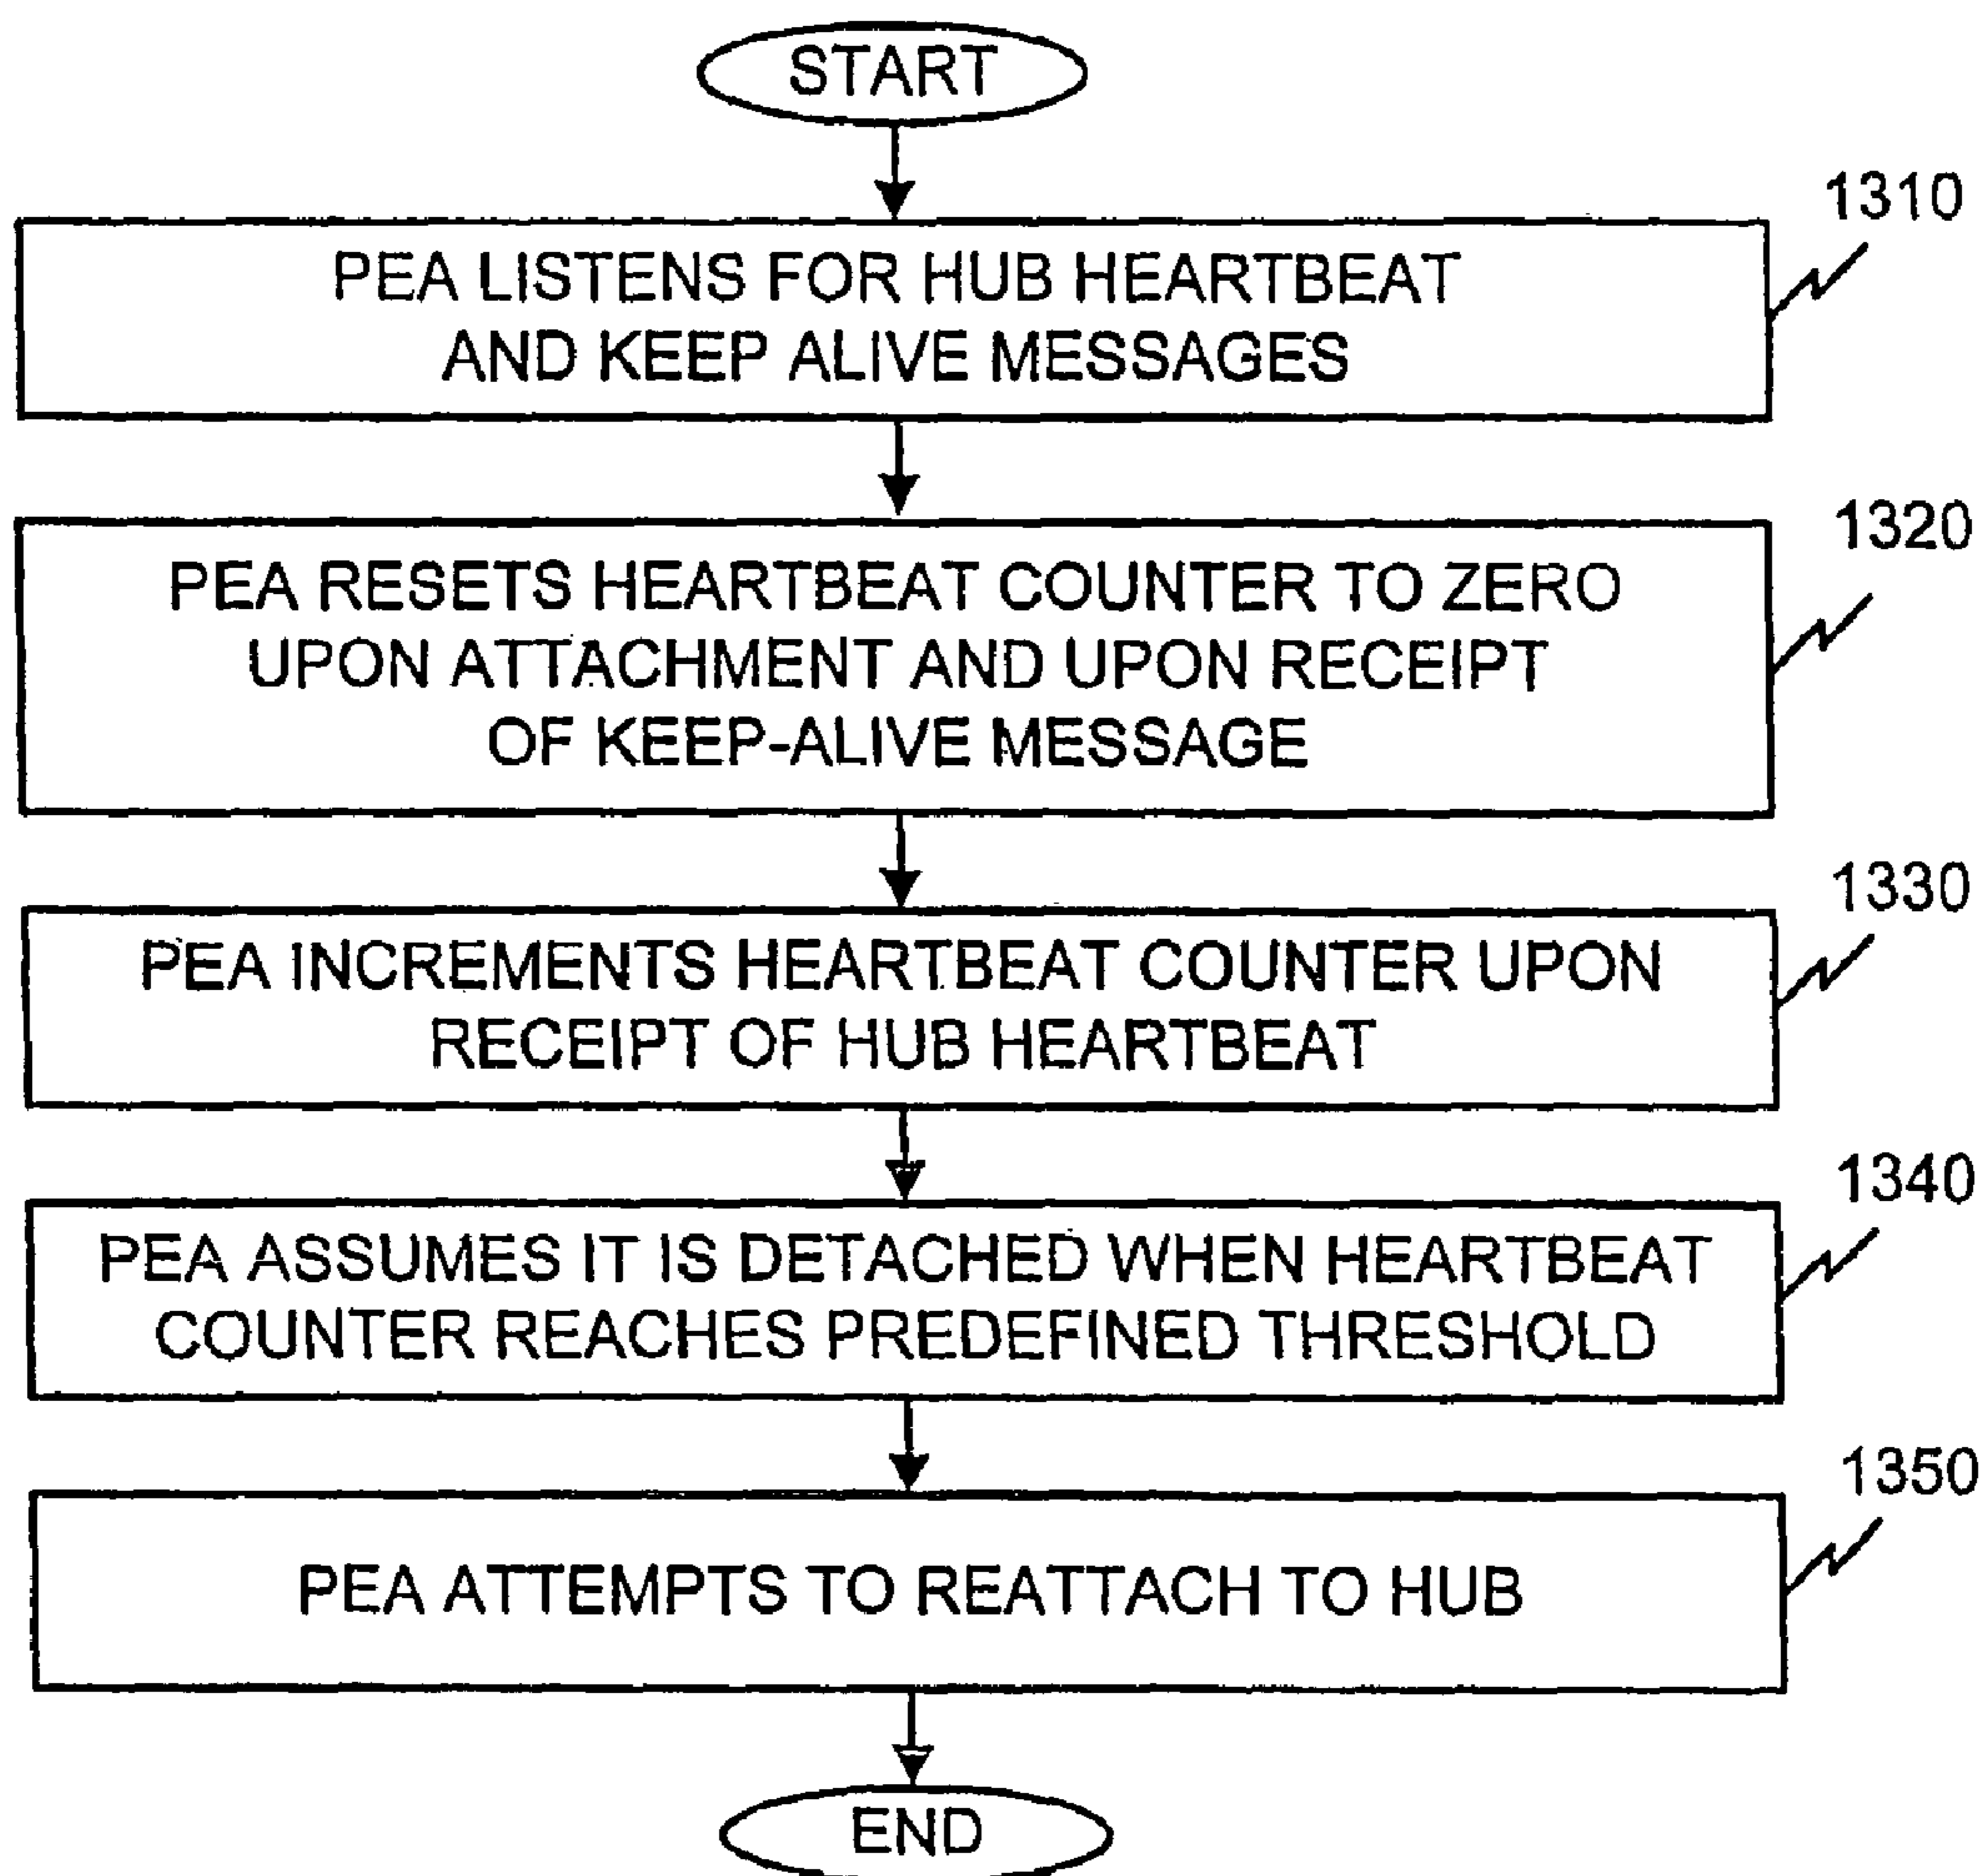 START
1310
PEA LISTENS FOR HUB HEARTBEAT
AND KEEP ALIVE MESSAGES
1320
PEA RESETS HEARTBEAT COUNTER TO ZERO
UPON ATTACHMENT AND UPON RECEIPT
OF KEEP-ALIVE MESSAGE
1330
PEA INCREMENTS HEARTBEAT COUNTER UPON
RECEIPT OF HUB HEARTBEAT
1340
PEA ASSUMES IT IS DETACHED WHEN HEARTBEAT
COUNTER REACHES PREDEFINED THRESHOLD
1350
PEA ATTEMPTS TO REATTACH TO HUB
END